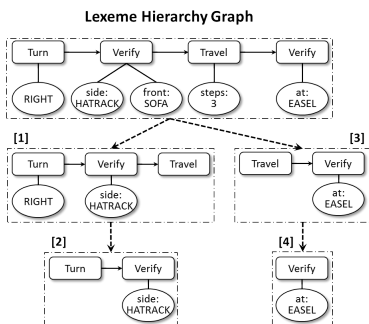 Lexeme Hierarchy Graph
Turn Verify Travel Verify
RIGHT side: HATRACK front: SOFA steps: 3 at: EASEL
[1] [3]
Turn Verify Travel Travel Verify
RIGHT side: HATRACK at: EASEL
[2] [4]
Turn Verify Verify
side: HATRACK at: EASEL